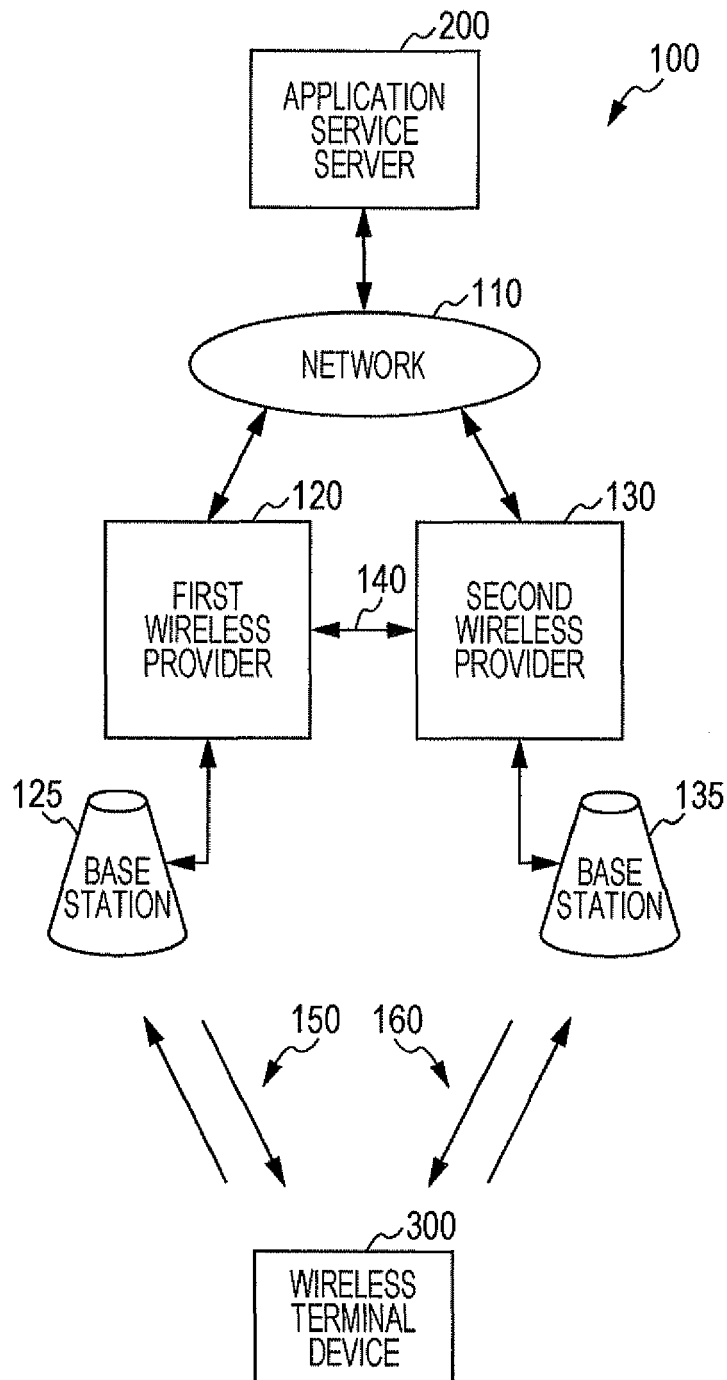 200
100
APPLICATION
SERVICE
SERVER
110
NETWORK
120
130
FIRST
WIRELESS
PROVIDER
140
SECOND
WIRELESS
PROVIDER
125
135
BASE
STATION
BASE
STATION
150
160
300
WIRELESS
TERMINAL
DEVICE